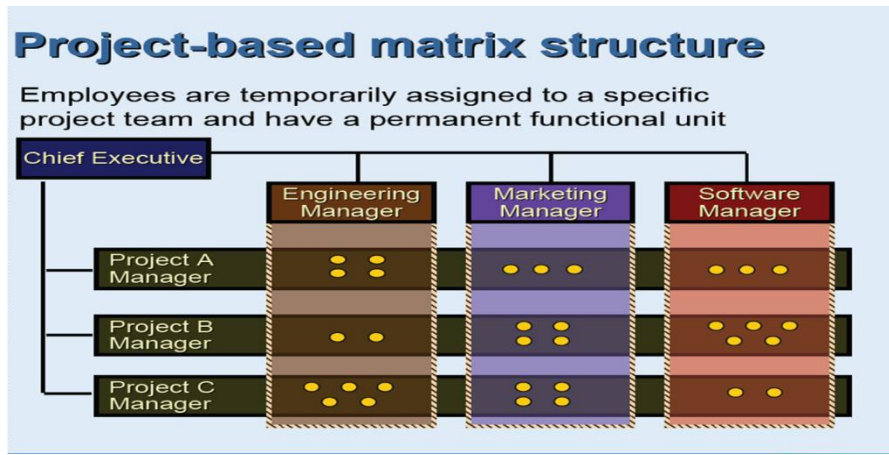 Project-based matrix structure
Employees are temporarily assigned to a specific
project team and have a permanent functional unit
Chief Executive
Engineering
Manager
Marketing
Manager
Software
Manager
Project A
Manager
Project B
Manager
Project C
Manager